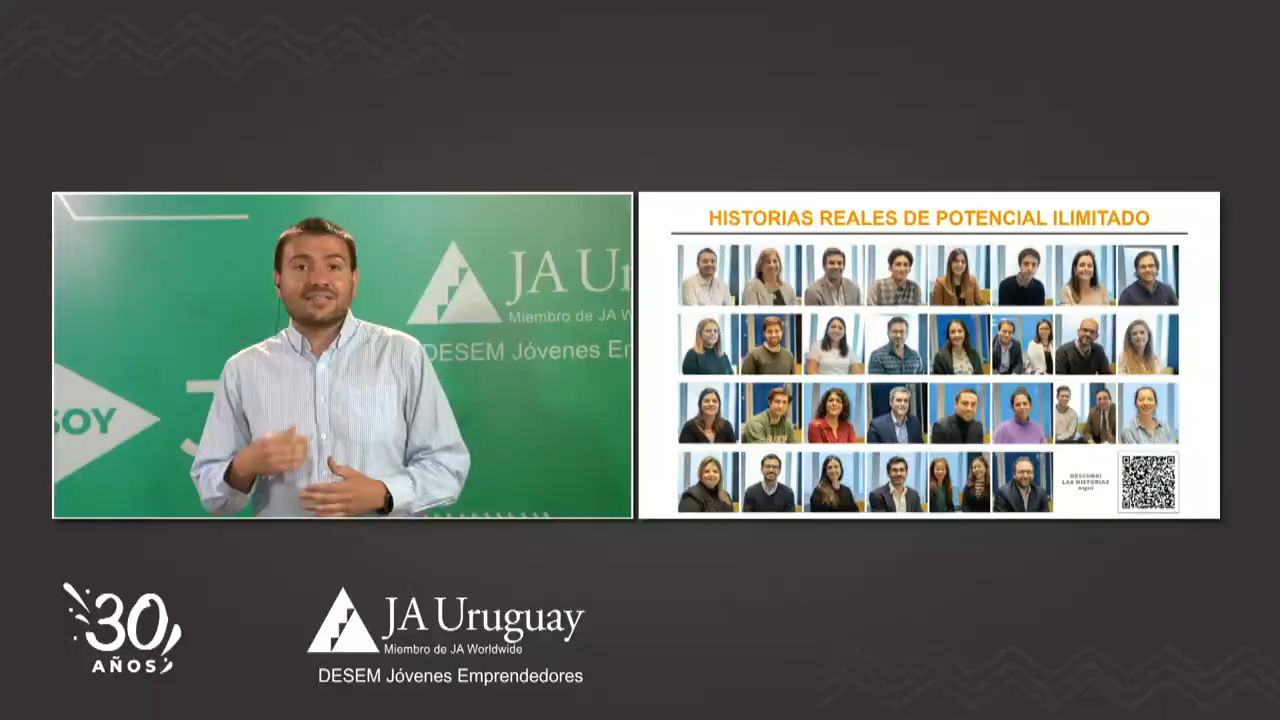 SOY
JA Ur
Miembro de JA W
DESEM Jóvenes Em
HISTORIAS REALES DE POTENCIAL ILIMITADO
DESCUBRÍ
LAS HISTORIAS
aquí
30
AÑOS
JA Uruguay
Miembro de JA Worldwide
DESEM Jóvenes Emprendedores